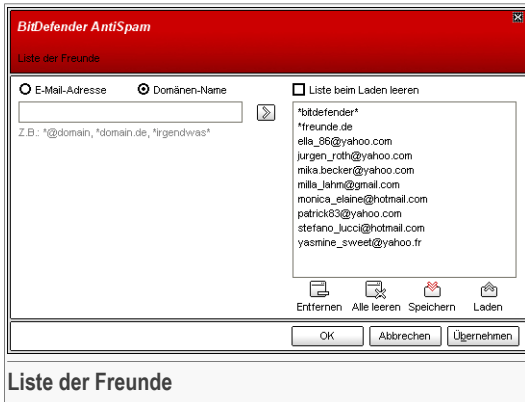 BitDefender AntiSpam
Liste der Freunde
E-Mail-Adresse Domänen-Name
Z.B.: *@domain, *domain.de, *irgendwas*
Liste beim Laden leeren
*bitdefender*
*freunde.de
ella_86@yahoo.com
jurgen_roth@yahoo.com
mika.becker@yahoo.com
milla_lahm@gmail.com
monica_elaine@hotmail.com
patrick83@yahoo.com
stefano_lucci@hotmail.com
yasmine_sweet@yahoo.fr
Entfernen Alle leeren Speichern Laden
OK Abbrechen Übernehmen
Liste der Freunde